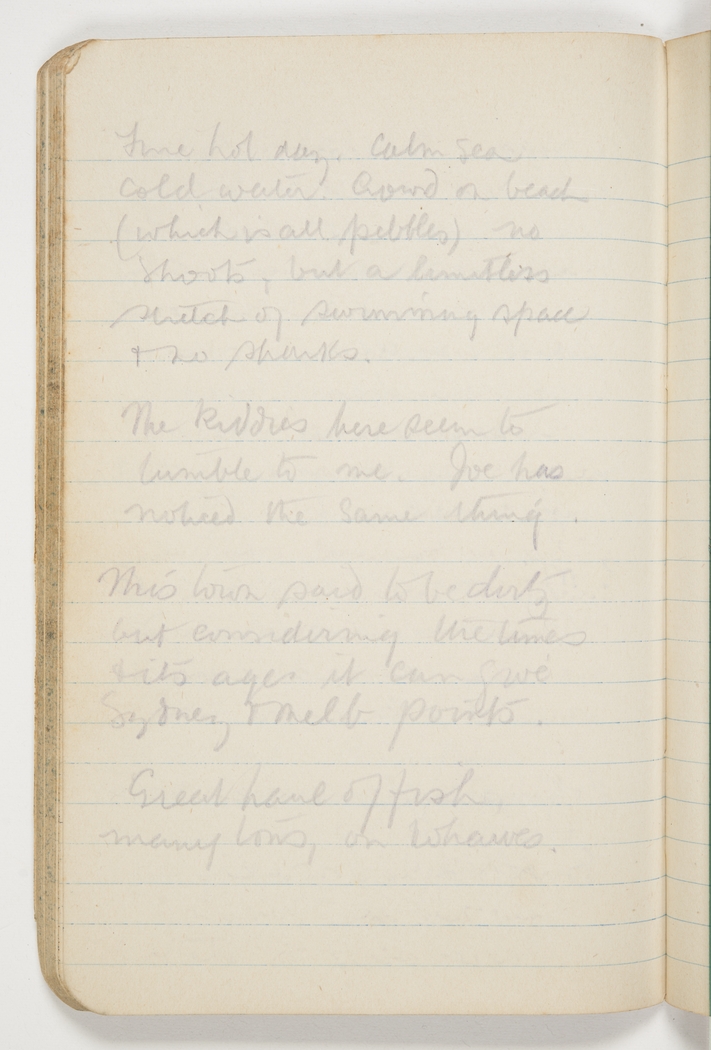 Fine hot day. Calm sea
cold water. Crowd on beach
(which is all pebbles) no
shoots, but a limitless
stretch of swimming space
& no sharks.
The kiddies here seem to
tumble to me. Joe has
noticed the same thing.
This town said to be dirty
but considering the times
& its age it can give
Sydney & Melb points.
Great haul of fish,
many tons, on wharves.